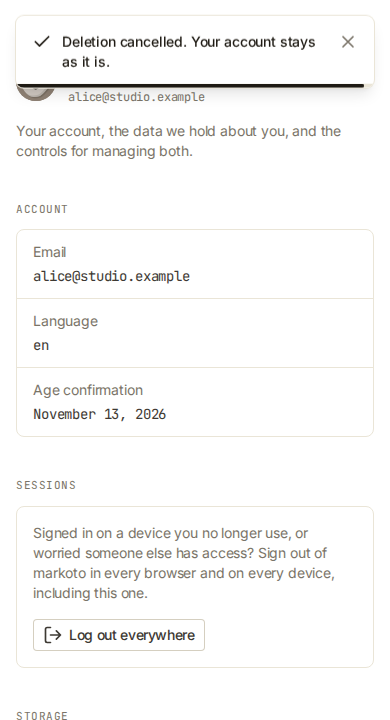 Deletion cancelled. Your account stays
as it is.
alice@studio.example
Your account, the data we hold about you, and the
controls for managing both.
ACCOUNT
Email
alice@studio.example
Language
en
Age confirmation
November 13, 2026
SESSIONS
Signed in on a device you no longer use, or
worried someone else has access? Sign out of
markoto in every browser and on every device,
including this one.
Log out everywhere
STORAGE